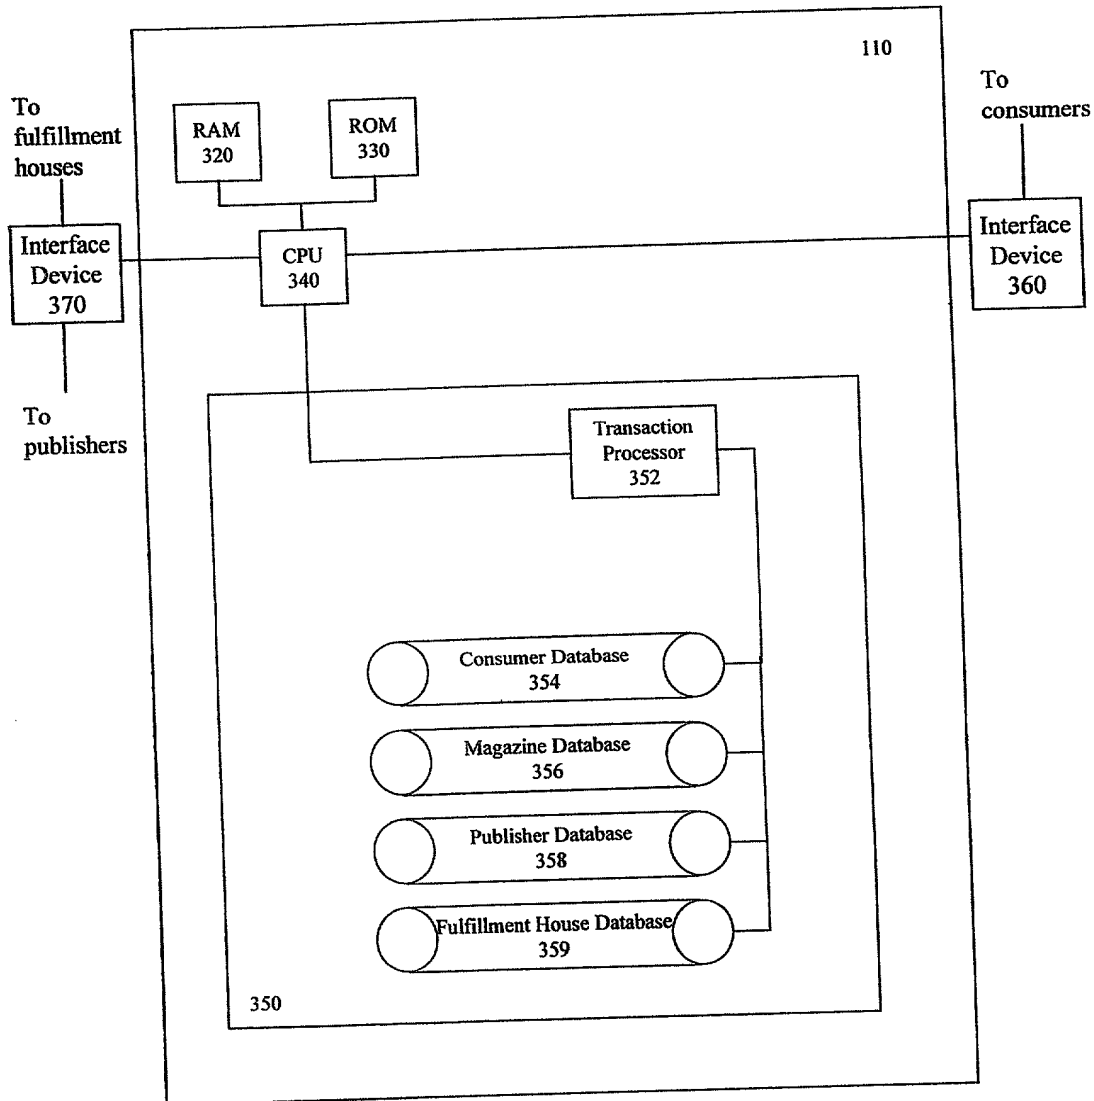 110
To
fulfillment
houses
RAM
320
ROM
330
To
consumers
Interface
Device
370
CPU
340
Interface
Device
360
To
publishers
Transaction
Processor
352
Consumer Database
354
Magazine Database
356
Publisher Database
358
Fulfillment House Database
359
350